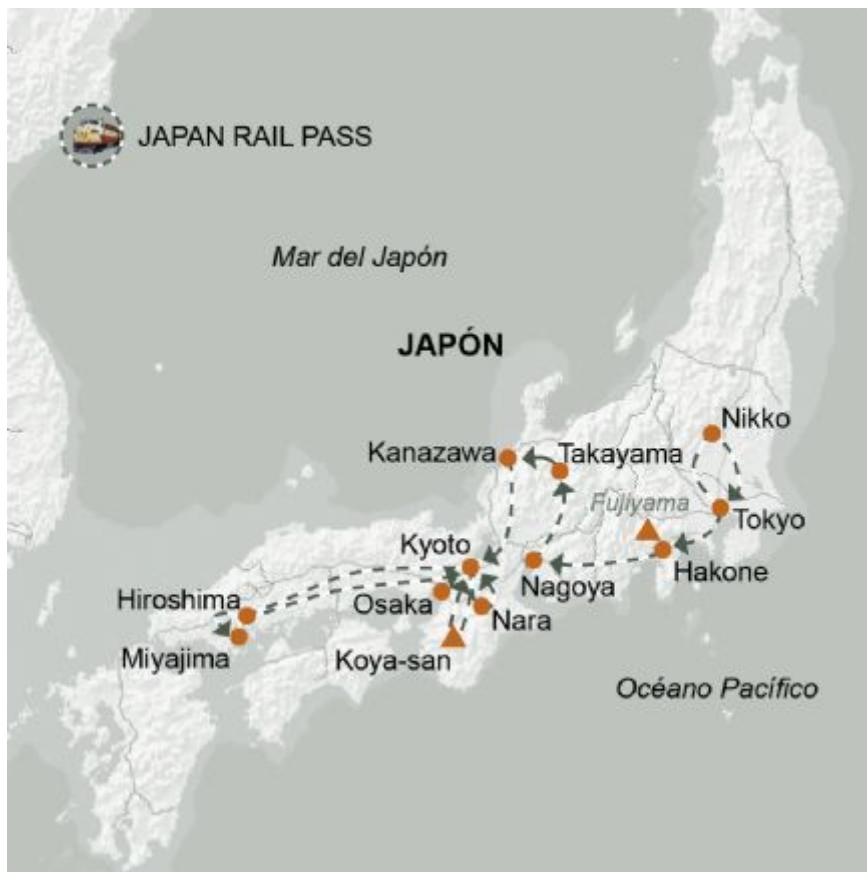 JAPAN RAIL PASS
Mar del Japón
JAPÓN
Nikko
Kanazawa
Takayama
Fujiyama
Tokyo
Kyoto
Hakone
Nagoya
Hiroshima
Osaka
Nara
Miyajima
Koya-san
Océano Pacífico